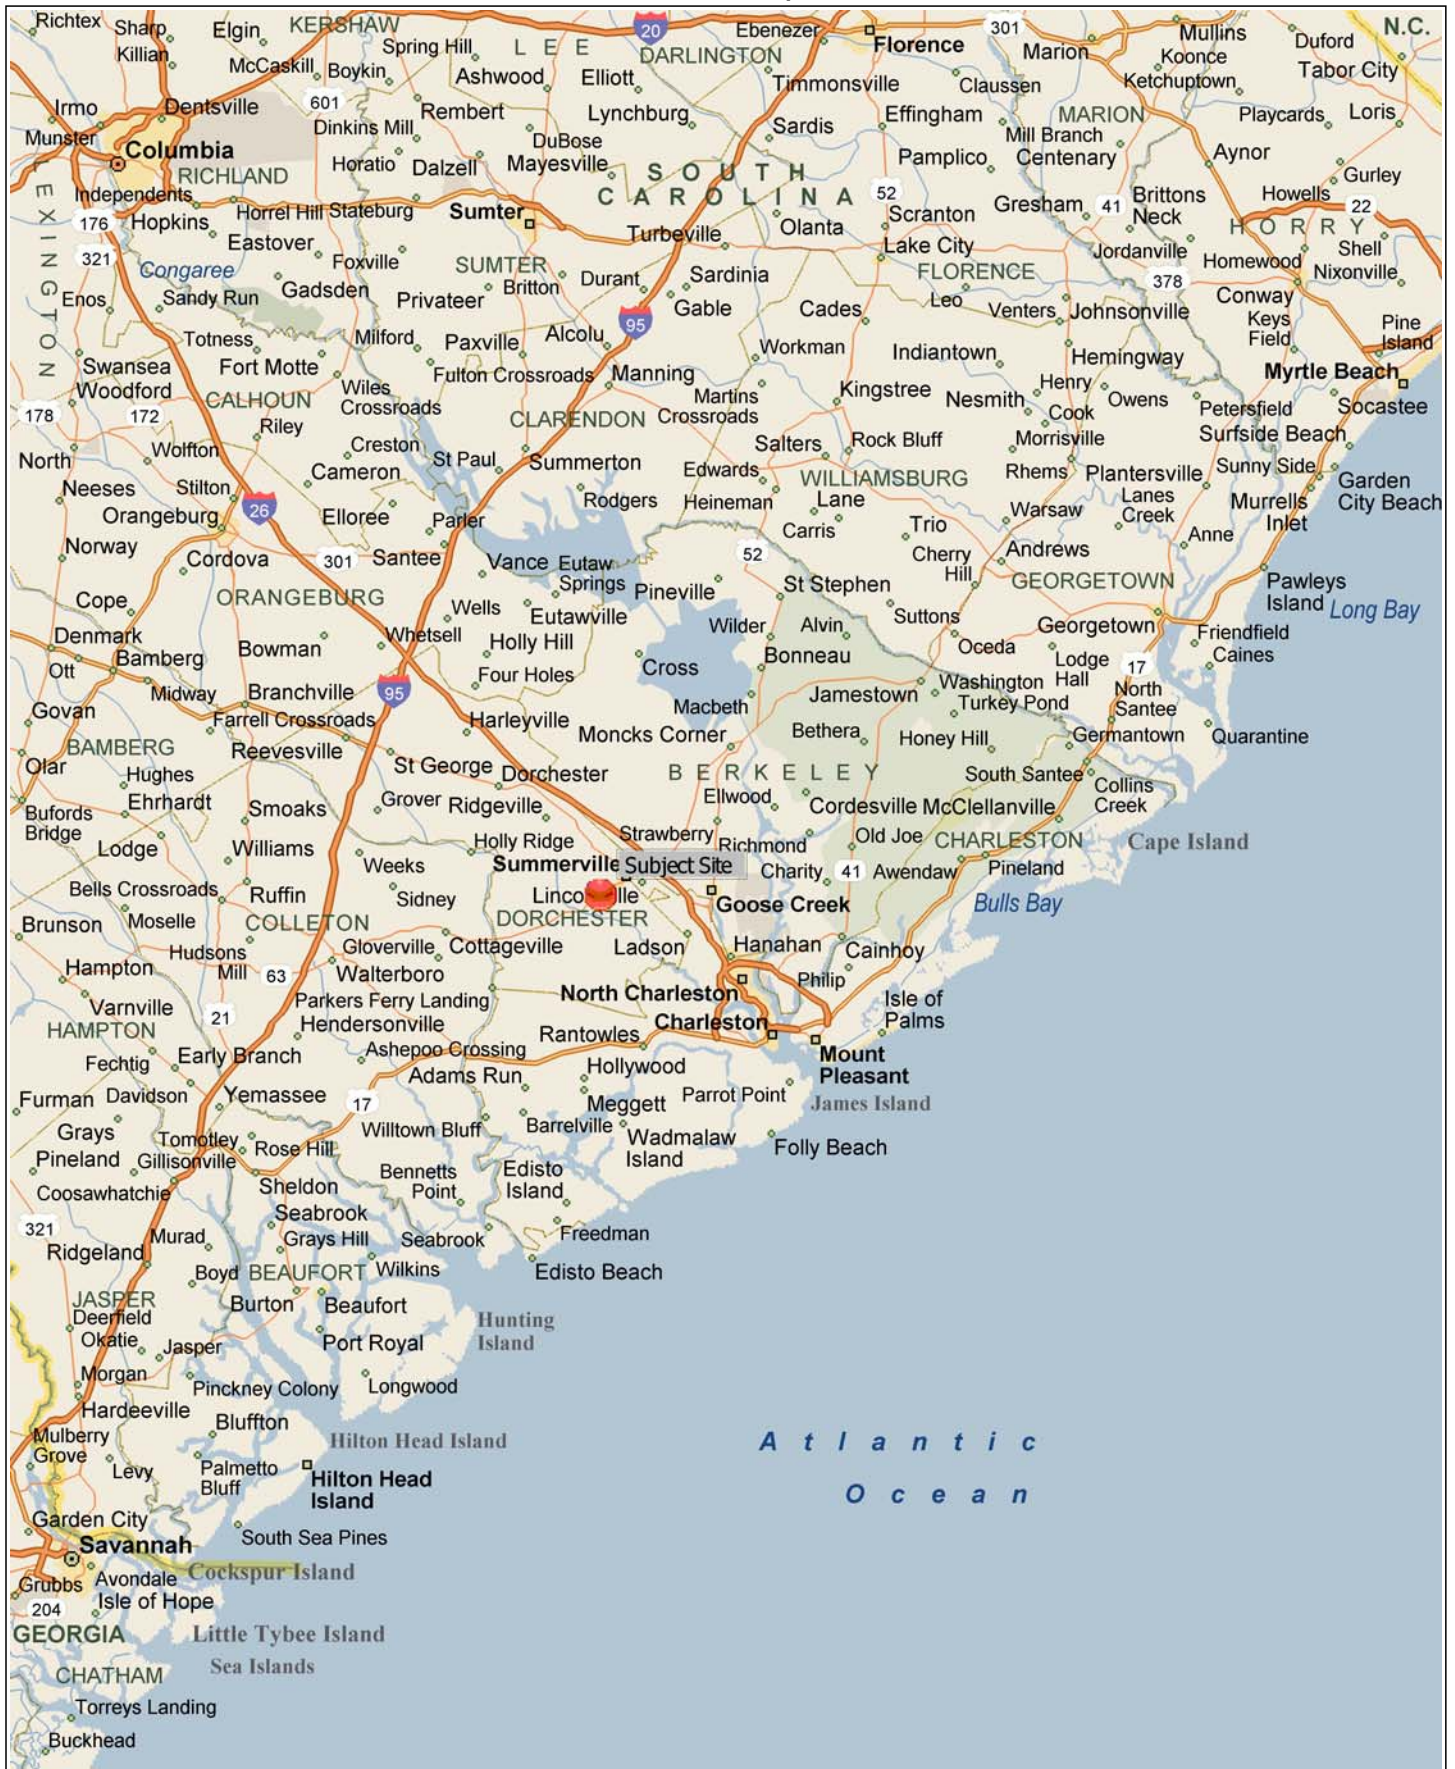 Richtex
Sharp
Elgin
KERSHAW
20
Ebenezer
301
Mullins
Duford
N.C.
Killian
Spring Hill
L E E
DARLINGTON
Florence
Marion
Koonce
Tabor City
McCaskill
Boykin
Ashwood
Elliott
Timmonsville
Claussen
Ketchuptown
Irmo
Dentsville
601
Rembert
Lynchburg
Effingham
MARION
Playcards
Loris
Munster
Dinkins Mill
DuBose
Sardis
Mill Branch
Columbia
Horatio
Dalzell
Mayesville
Pamplico
Centenary
Aynor
RICHLAND
S O U T H
Gurley
Independents
C A R O L I N A
52
Gresham
41
Brittons
Neck
Howells
22
LEXINGTON
176
Hopkins
Horrel Hill
Stateburg
Sumter
Olanta
Scranton
H O R R Y
Eastover
Turbeville
Lake City
Jordanville
Shell
321
Congaree
Foxville
SUMTER
Durant
Sardinia
FLORENCE
378
Homewood
Nixonville
Enos
Sandy Run
Gadsden
Privateer
Britton
Gable
Cades
Leo
Venters
Johnsonville
Conway
Keys
Field
Pine
Island
95
Totness
Milford
Paxville
Alcolu
Workman
Indiantown
Hemingway
Swansea
Fort Motte
Fulton Crossroads
Manning
Myrtle Beach
Woodford
CALHOUN
Wiles
Crossroads
Martins
Crossroads
Kingstree
Nesmith
Henry
Owens
178
172
CLARENDON
Cook
Petersfield
Socastee
Riley
Creston
Salters
Rock Bluff
Morrisville
Surfside Beach
North
Wolfton
Cameron
St Paul
Summerton
Edwards
WILLIAMSBURG
Rhems
Plantersville
Sunny Side
Garden
City Beach
Neeses
Stilton
Rodgers
Heineman
Lane
Lanes
Creek
Murrells
Inlet
26
Orangeburg
Elloree
Parler
Carris
Trio
Warsaw
Anne
Norway
Cordova
301
Santee
Vance
Eutaw
Springs
52
Cherry
Hill
Andrews
Pineville
St Stephen
GEORGETOWN
Pawleys
Island
Long Bay
Cope
ORANGEBURG
Wells
Eutawville
Suttons
Denmark
Whetsell
Holly Hill
Wilder
Alvin
Georgetown
Friendfield
Ott
Bamberg
Bowman
Cross
Bonneau
Oceda
Caines
Four Holes
Lodge
Hall
17
Midway
Branchville
95
Jamestown
Washington
North
Santee
Govan
Farrell Crossroads
Harleyville
Macbeth
Turkey Pond
BAMBERG
Reevesville
Moncks Corner
Bethera
Honey Hill
Germantown
Quarantine
Olar
Hughes
St George
Dorchester
B E R K E L E Y
South Santee
Collins
Creek
Bufords
Bridge
Ehrhardt
Smoaks
Grover
Ridgeville
Ellwood
Cordesville
McClellanville
Lodge
Williams
Holly Ridge
Strawberry
Richmond
Old Joe
CHARLESTON
Cape Island
Weeks
Summerville
Subject Site
Charity
41
Awendaw
Pineland
Bells Crossroads
Ruffin
Sidney
Linco lle
Goose Creek
Bulls Bay
Brunson
Moselle
COLLETON
DORCHESTER
Hudsons
Mill
Gloverville
Cottageville
Ladson
Hanahan
Cainhoy
Hampton
63
Walterboro
Philip
Varnville
Parkers Ferry Landing
North Charleston
Isle of
Palms
HAMPTON
21
Hendersonville
Rantowles
Charleston
Fechtig
Early Branch
Ashepoo Crossing
Mount
Pleasant
Adams Run
Hollywood
Furman
Davidson
Yemassee
17
Meggett
Parrot Point
James Island
Grays
Tomotley
Rose Hill
Willtown Bluff
Barrelville
Wadmalaw
Island
Folly Beach
Pineland
Gillisonville
Bennetts
Point
Edisto
Island
Coosawhatchie
Sheldon
321
Seabrook
Murad
Grays Hill
Seabrook
Freedman
Ridgeland
Boyd
BEAUFORT
Wilkins
Edisto Beach
JASPER
Deerfield
Burton
Beaufort
Hunting
Island
Okatie
Jasper
Port Royal
Morgan
Pinckney Colony
Longwood
Hardeeville
Bluffton
Mulberry
Grove
Hilton Head Island
A t l a n t i c
O c e a n
Levy
Palmetto
Bluff
Hilton Head
Island
Garden City
South Sea Pines
Savannah
Cockspur Island
Grubbs
Avondale
Isle of Hope
204
GEORGIA
Little Tybee Island
Sea Islands
CHATHAM
Torreys Landing
Buckhead